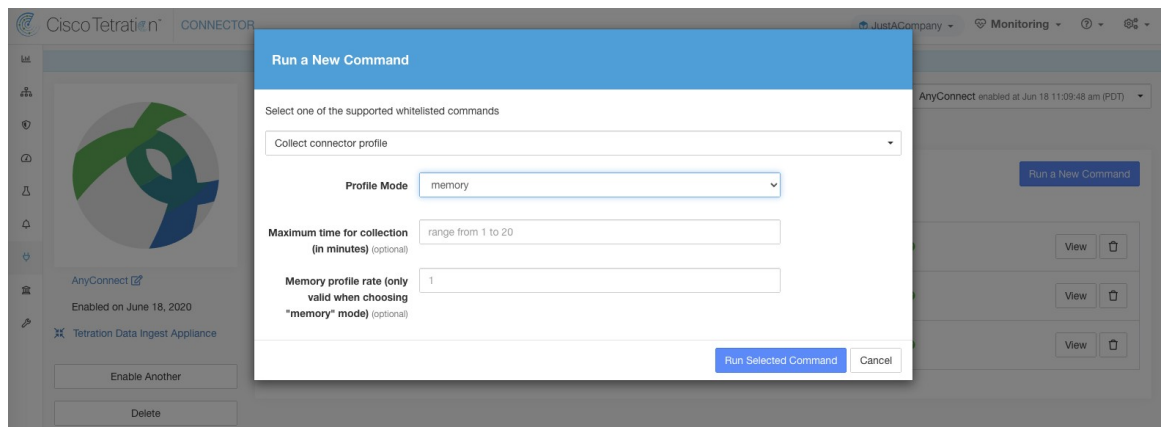 Cisco Tetration CONNECTOR JustACompany Monitoring
Run a New Command
Select one of the supported whitelisted commands
AnyConnect enabled at Jun 18 11:09:48 am (PDT)
Collect connector profile
Run a New Command
Profile Mode memory
Maximum time for collection range from 1 to 20
(in minutes) (optional)
View
Memory profile rate (only 1
valid when choosing
"memory" mode) (optional)
AnyConnect
Enabled on June 18, 2020
View
Tetration Data Ingest Appliance
View
Run Selected Command Cancel
Enable Another
Delete